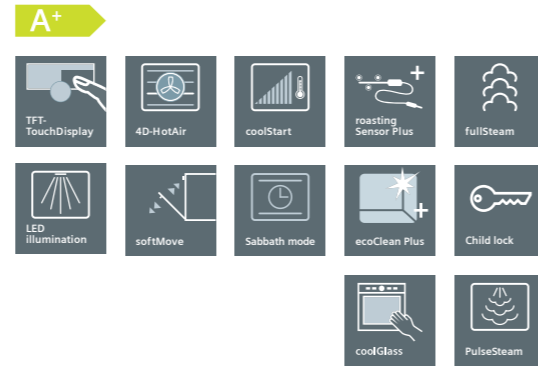 A+
TFT-
TouchDisplay
4D-HotAir
coolStart
roasting
Sensor Plus
fullSteam
LED
illumination
softMove
Sabbath mode
ecoClean Plus
Child lock
coolGlass
PulseSteam